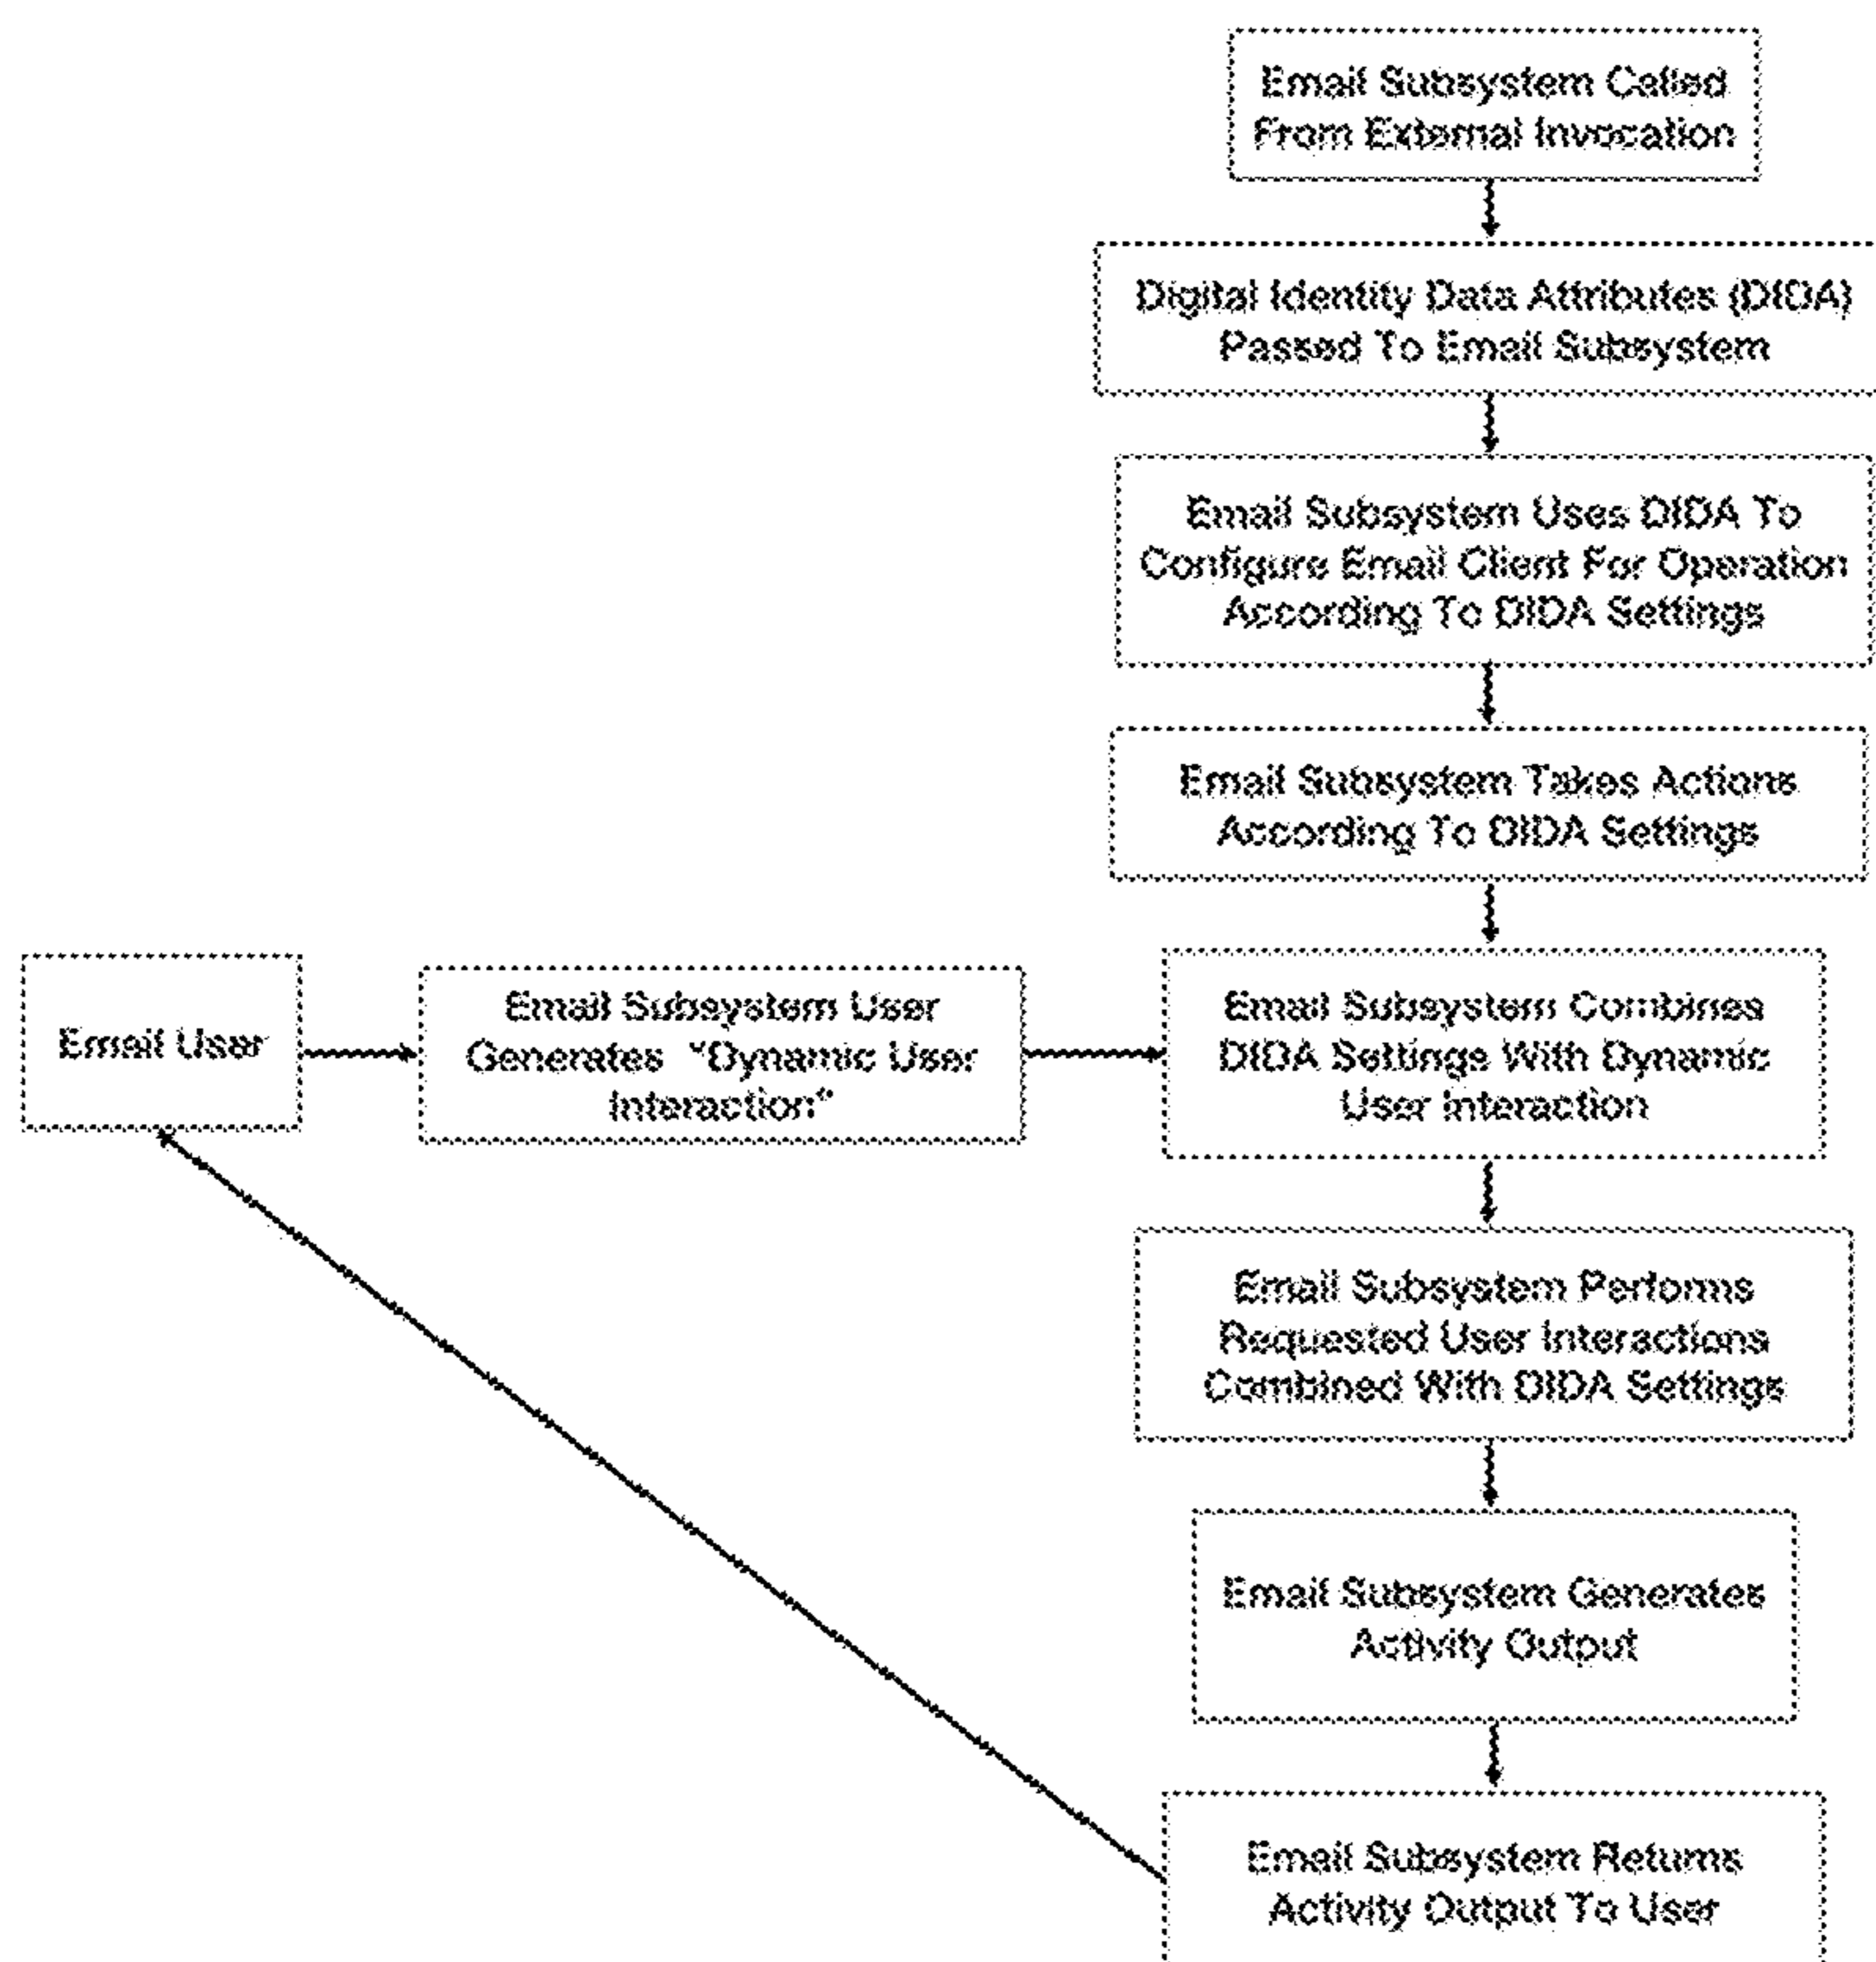 Email Subsystem Called
From External Invocation
Digital Identity Data Attributes (DIDA)
Passed To Email Subsystem
Email Subsystem Uses DIDA To
Configure Email Client For Operation
According To DIDA Settings
Email Subsystem Takes Actions
According To DIDA Settings
Email User
Email Subsystem User
Generates "Dynamic User
Interaction"
Email Subsystem Combines
DIDA Settings With Dynamic
User Interaction
Email Subsystem Performs
Requested User Interactions
Combined With DIDA Settings
Email Subsystem Generates
Activity Output
Email Subsystem Returns
Activity Output To User